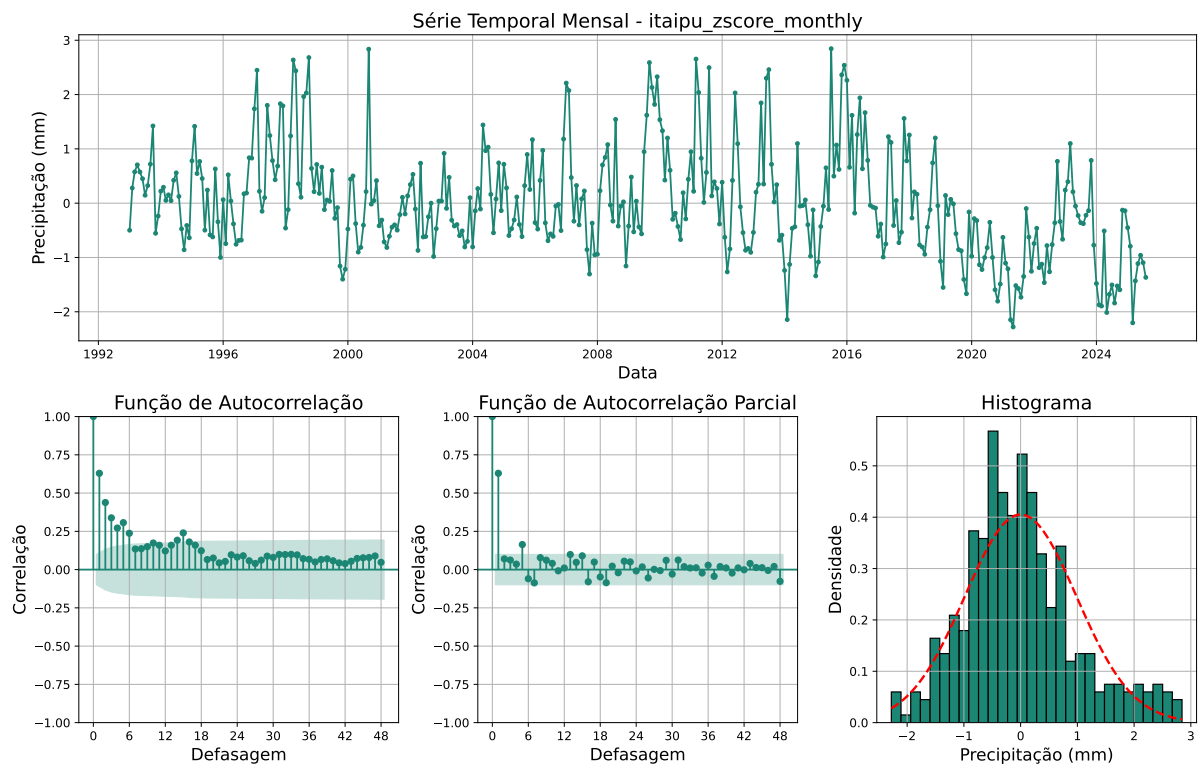 Série Temporal Mensal - itaipu_zscore_monthly
Precipitação (mm)
3
2
1
0
−1
−2
1992 1996 2000 2004 2008 2012 2016 2020 2024
Data
Função de Autocorrelação
Correlação
1.00
0.75
0.50
0.25
0.00
−0.25
−0.50
−0.75
−1.00
0 6 12 18 24 30 36 42 48
Defasagem
Função de Autocorrelação Parcial
Correlação
1.00
0.75
0.50
0.25
0.00
−0.25
−0.50
−0.75
−1.00
0 6 12 18 24 30 36 42 48
Defasagem
Histograma
Densidade
0.5
0.4
0.3
0.2
0.1
0.0
−2 −1 0 1 2 3
Precipitação (mm)